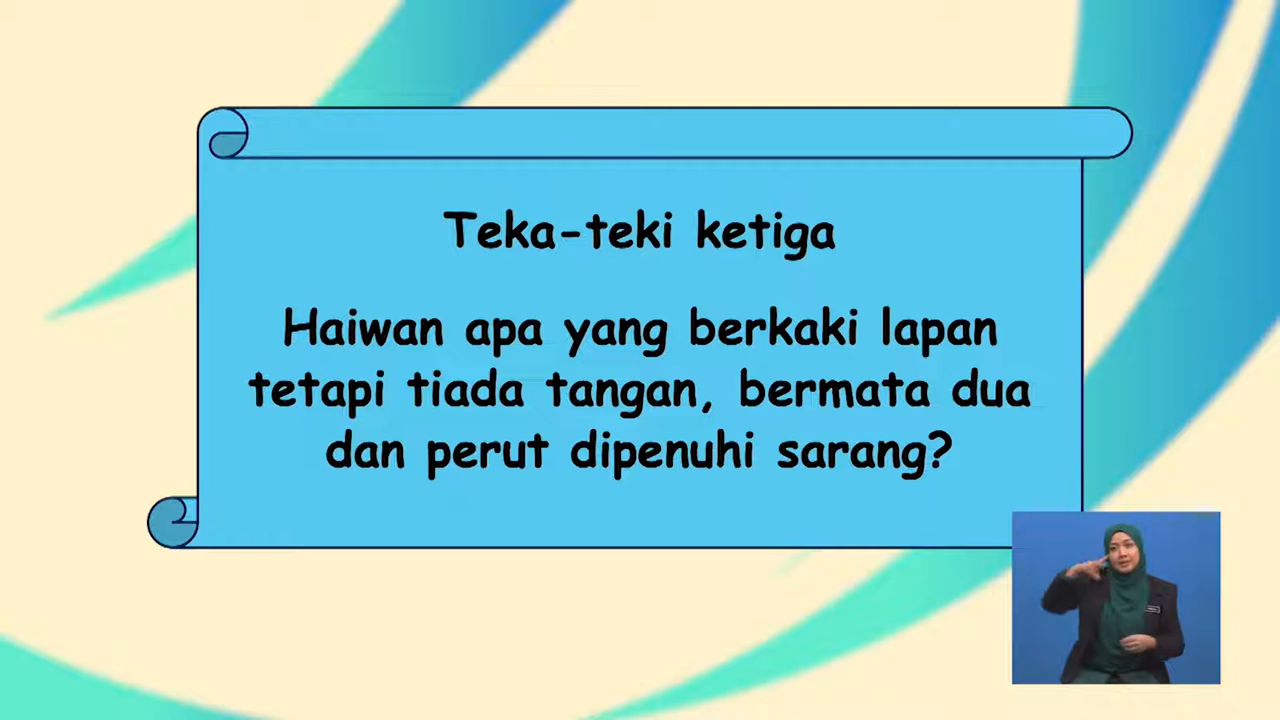 Teka-teki ketiga
Haiwan apa yang berkaki lapan
tetapi tiada tangan, bermata dua
dan perut dipenuhi sarang?